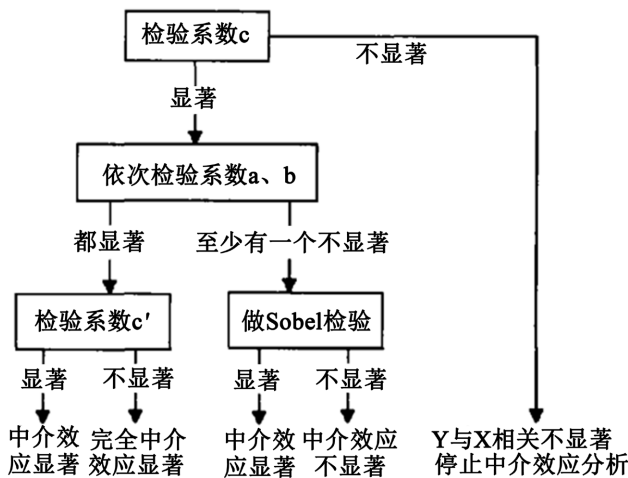 检验系数c
不显著
显著
依次检验系数a、b
都显著
至少有一个不显著
检验系数c′
做Sobel检验
显著
不显著
显著
不显著
中介效
应显著
完全中介
效应显著
中介效
应显著
中介效应
不显著
Y与X相关不显著
停止中介效应分析